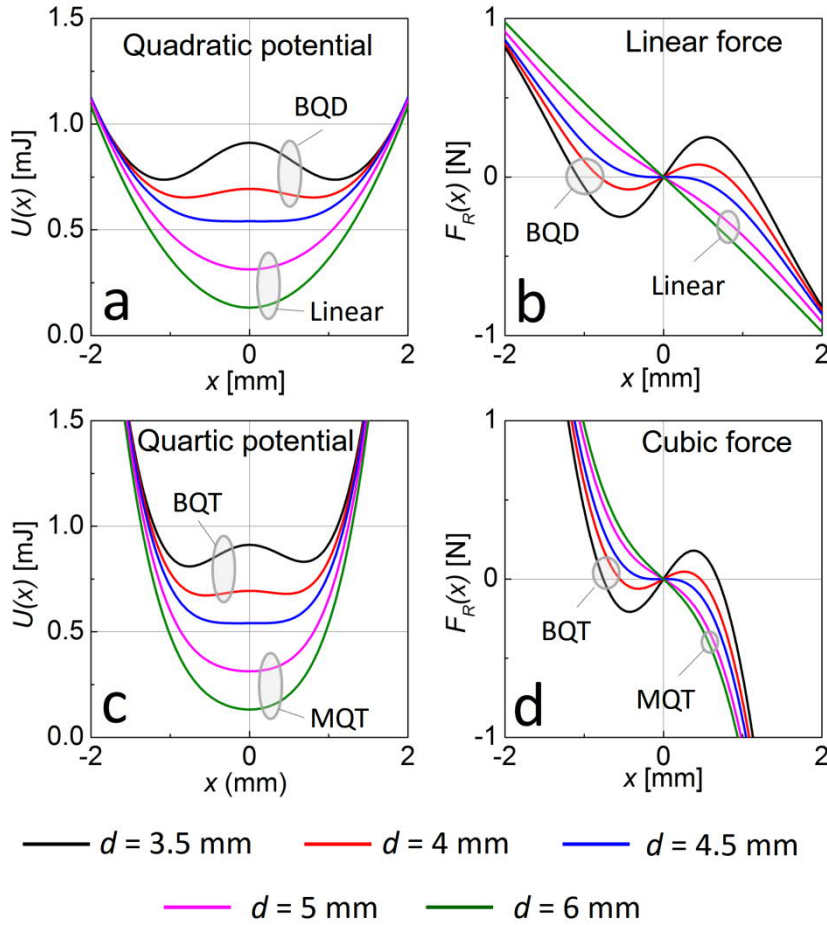 Quadratic potential
BQD
Linear
a
U(x) [mJ]
1.5
1.0
0.5
0.0
-2
0
2
x [mm]
Linear force
BQD
Linear
b
F_R(x) [N]
1
0
-1
-2
0
2
x [mm]
Quartic potential
BQT
MQT
c
U(x) [mJ]
1.5
1.0
0.5
0.0
-2
0
2
x (mm)
Cubic force
BQT
MQT
d
F_R(x) [N]
1
0
-1
-2
0
2
x [mm]
d = 3.5 mm
d = 4 mm
d = 4.5 mm
d = 5 mm
d = 6 mm